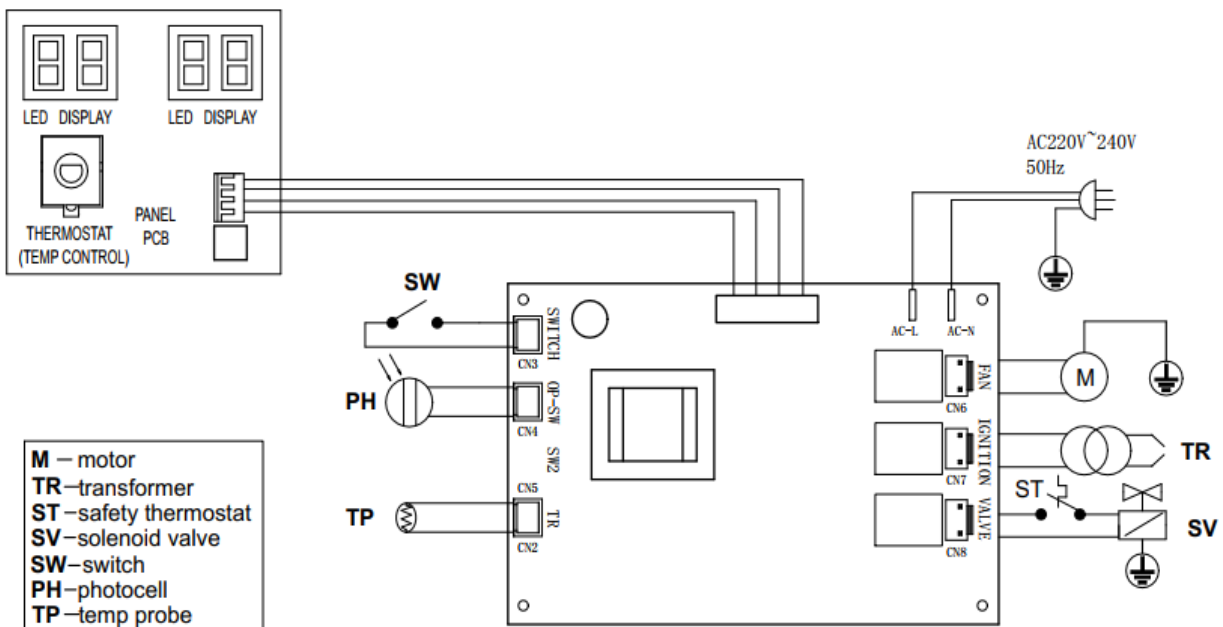 LED DISPLAY
LED DISPLAY
THERMOSTAT
(TEMP CONTROL)
PANEL
PCB
AC220V~240V
50Hz
SW
SWITCH
CN3
PH
OP-SW
CN4
SW2
CN5
TP
TR
CN2
AC-L
AC-N
FAN
CN6
M
IGNITION
CN7
TR
VALVE
CN8
ST
SV
M – motor
TR–transformer
ST –safety thermostat
SV–solenoid valve
SW–switch
PH–photocell
TP –temp probe